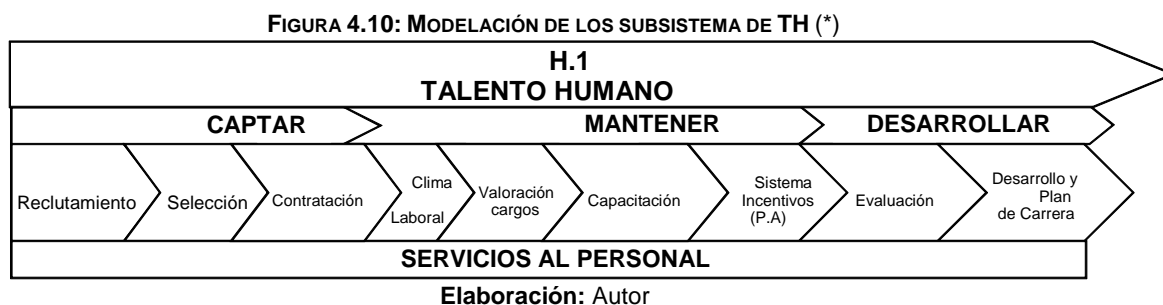 FIGURA 4.10: MODELACIÓN DE LOS SUBSISTEMA DE TH (*)
H.1
TALENTO HUMANO
CAPTAR
MANTENER
DESARROLLAR
Reclutamiento
Selección
Contratación
Clima
Laboral
Valoración
cargos
Capacitación
Sistema
Incentivos
(P.A)
Evaluación
Desarrollo y
Plan
de Carrera
SERVICIOS AL PERSONAL
Elaboración: Autor